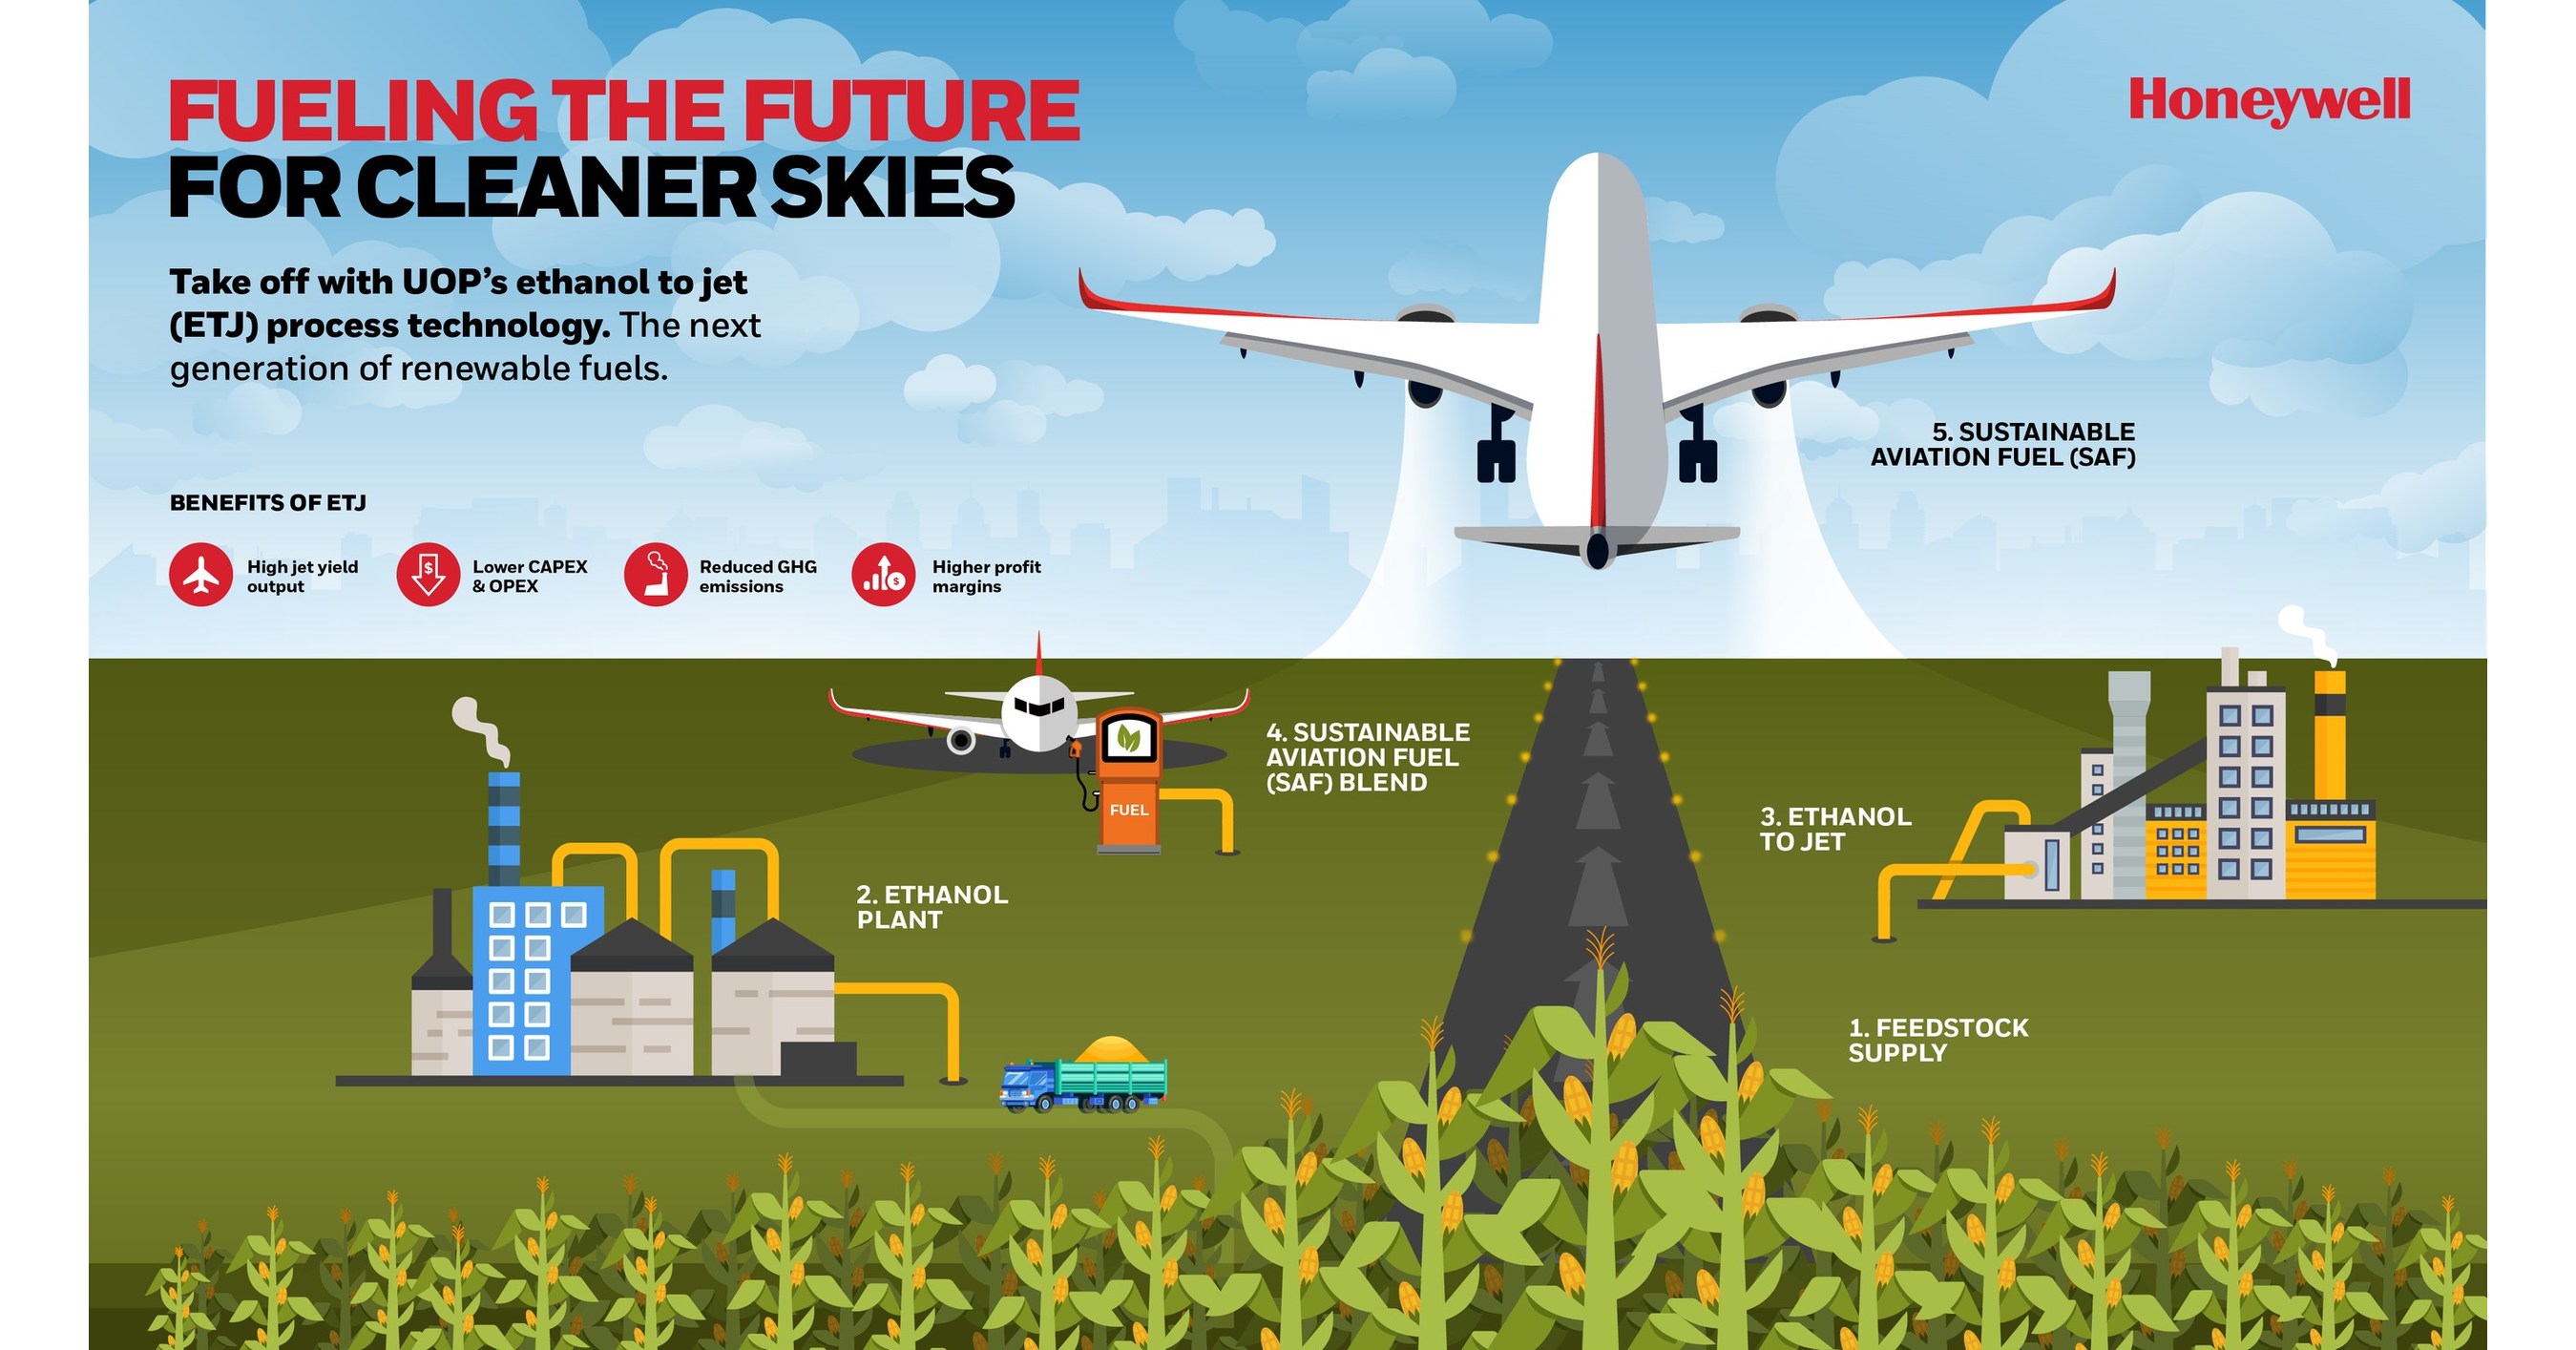 FUELING THE FUTURE
FOR CLEANER SKIES
Honeywell
Take off with UOP’s ethanol to jet
(ETJ) process technology. The next
generation of renewable fuels.
BENEFITS OF ETJ
High jet yield
output
$
Lower CAPEX
& OPEX
Reduced GHG
emissions
$
Higher profit
margins
5. SUSTAINABLE
AVIATION FUEL (SAF)
4. SUSTAINABLE
AVIATION FUEL
(SAF) BLEND
FUEL
3. ETHANOL
TO JET
2. ETHANOL
PLANT
1. FEEDSTOCK
SUPPLY